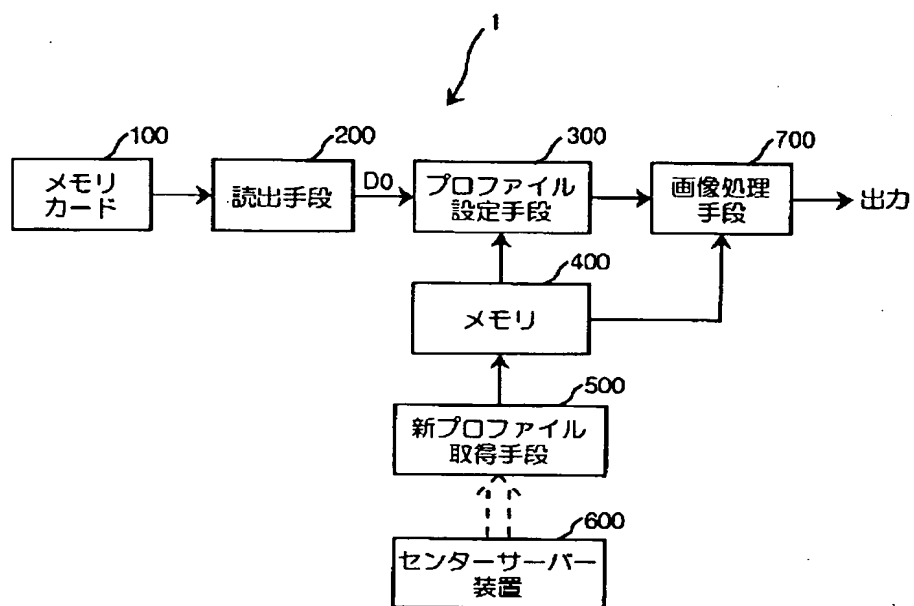 1
100
メモリ
カード
200
読出手段
D0
300
プロファイル
設定手段
700
画像処理
手段
出力
400
メモリ
500
新プロファイル
取得手段
600
センターサーバー
装置